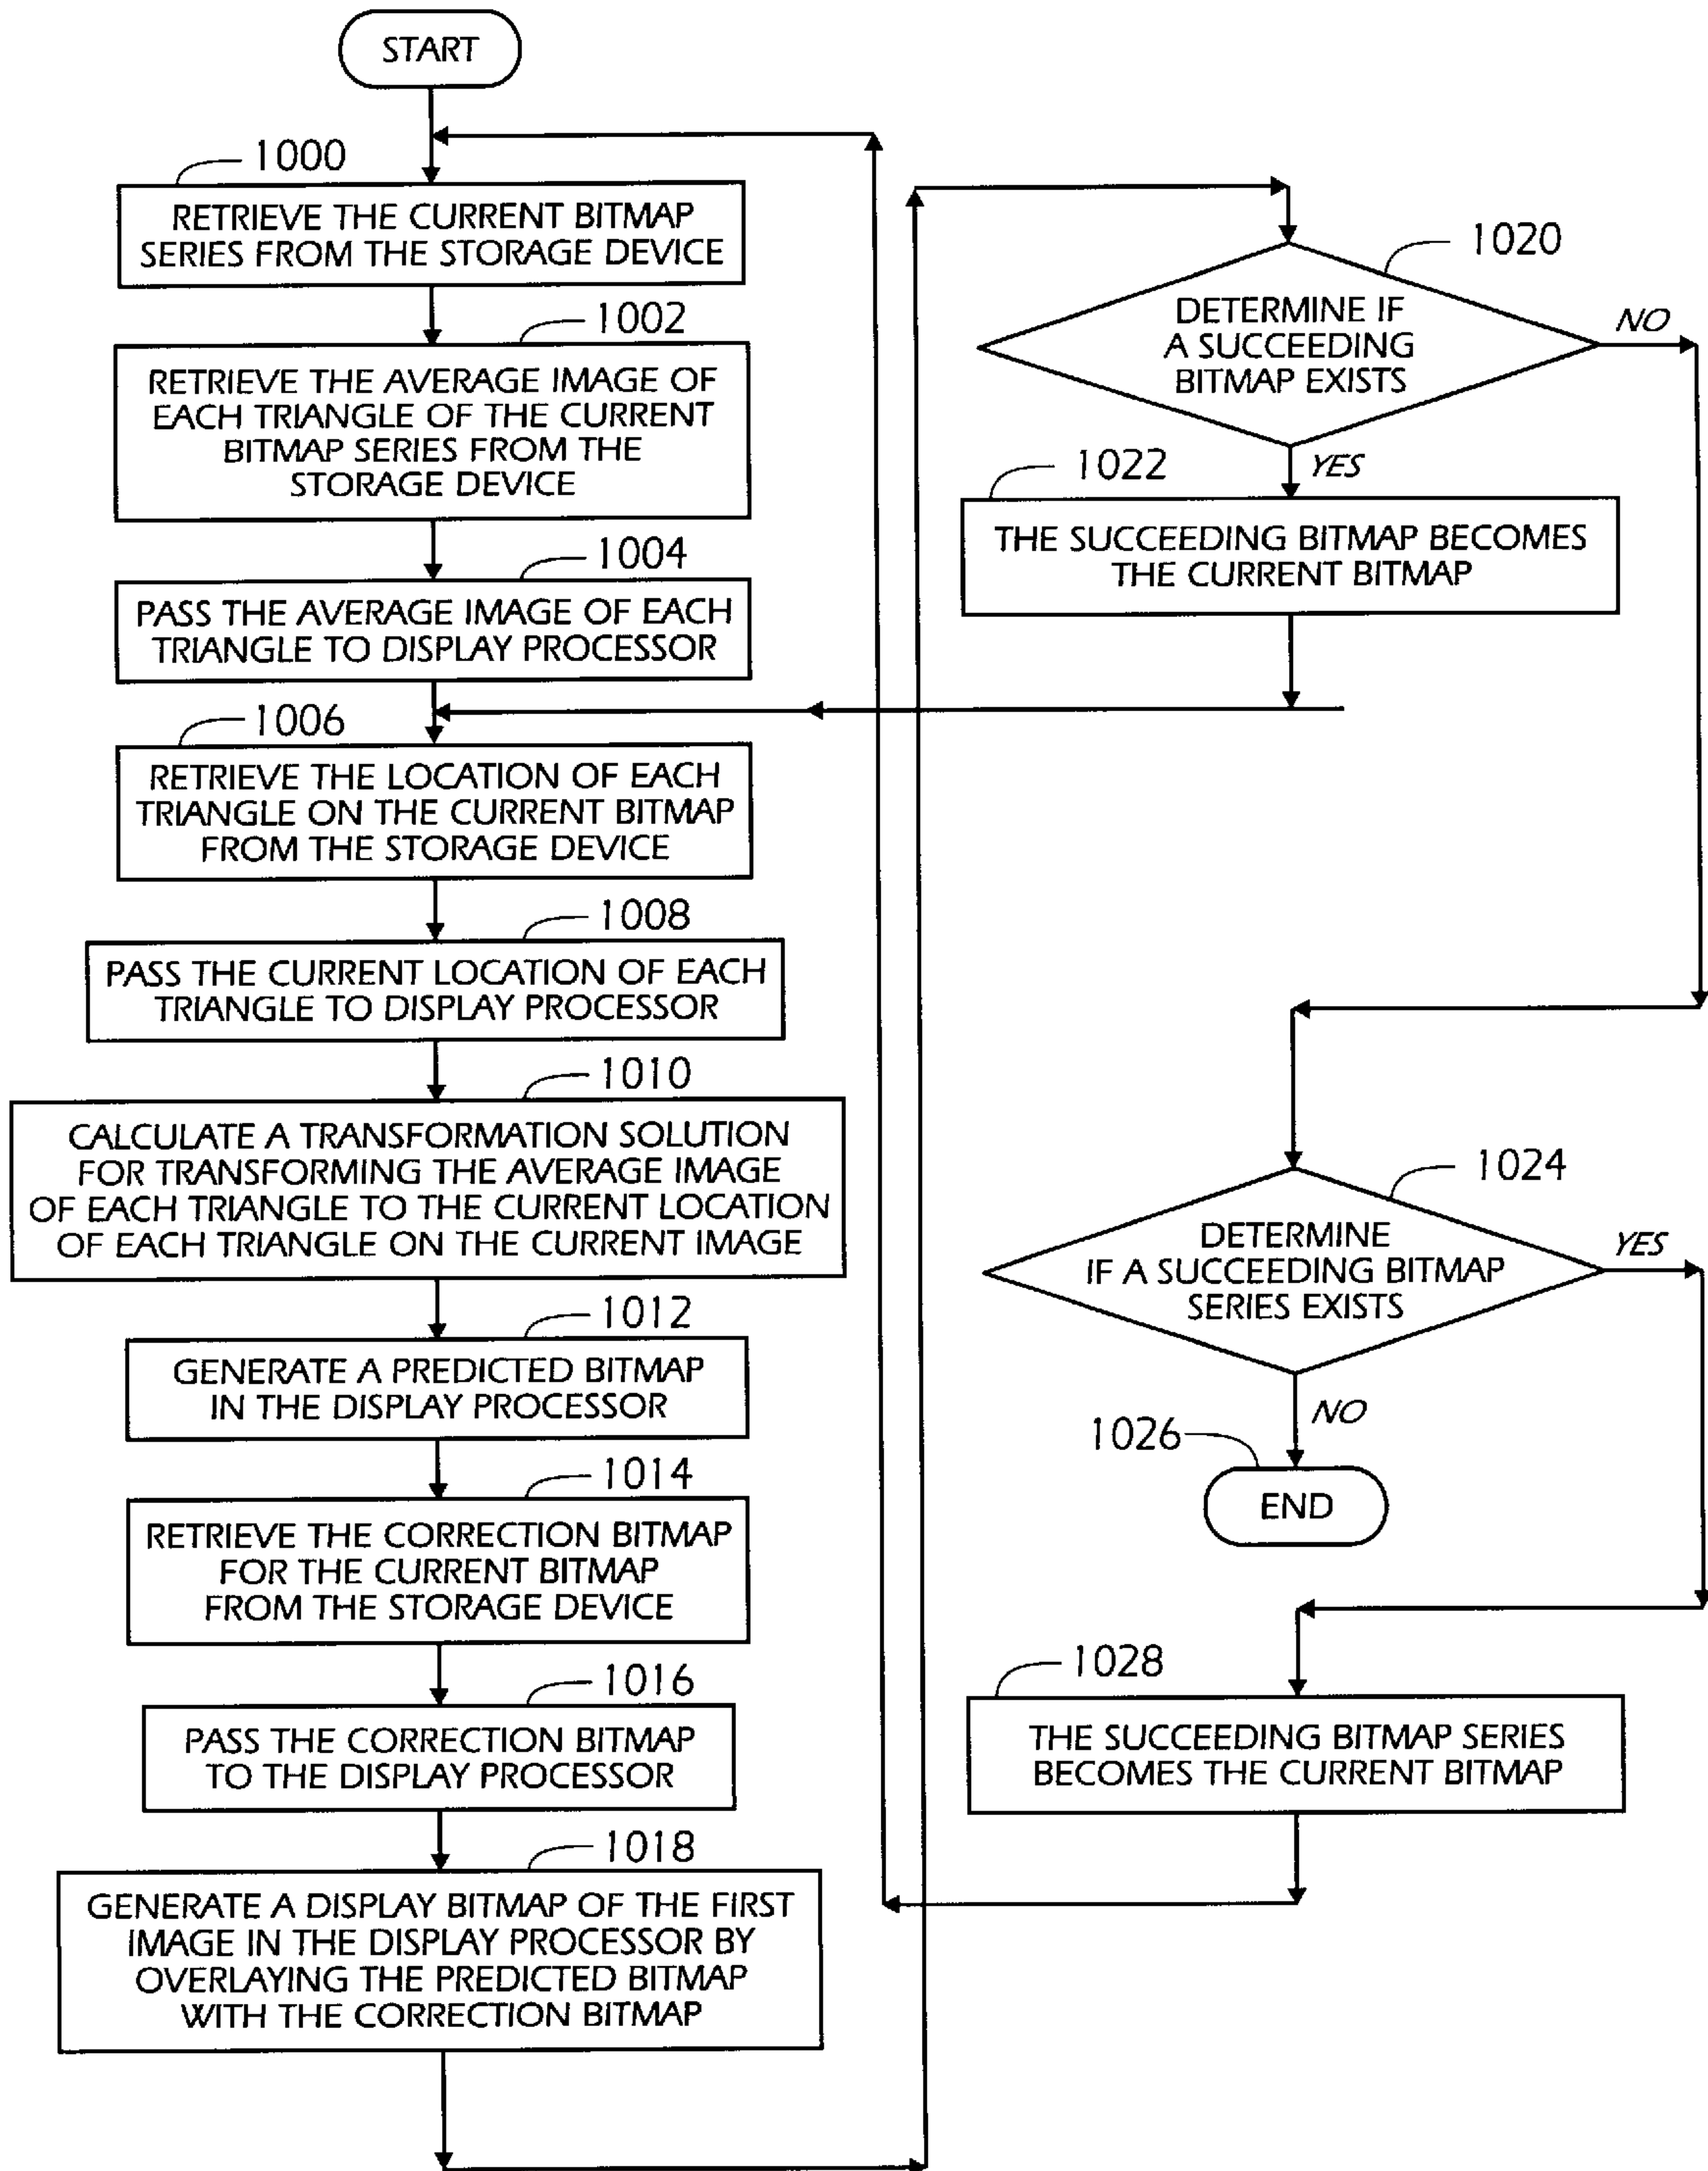 START
1000
RETRIEVE THE CURRENT BITMAP
SERIES FROM THE STORAGE DEVICE
1002
RETRIEVE THE AVERAGE IMAGE OF
EACH TRIANGLE OF THE CURRENT
BITMAP SERIES FROM THE
STORAGE DEVICE
1004
PASS THE AVERAGE IMAGE OF EACH
TRIANGLE TO DISPLAY PROCESSOR
1006
RETRIEVE THE LOCATION OF EACH
TRIANGLE ON THE CURRENT BITMAP
FROM THE STORAGE DEVICE
1008
PASS THE CURRENT LOCATION OF EACH
TRIANGLE TO DISPLAY PROCESSOR
1010
CALCULATE A TRANSFORMATION SOLUTION
FOR TRANSFORMING THE AVERAGE IMAGE
OF EACH TRIANGLE TO THE CURRENT LOCATION
OF EACH TRIANGLE ON THE CURRENT IMAGE
1012
GENERATE A PREDICTED BITMAP
IN THE DISPLAY PROCESSOR
1014
RETRIEVE THE CORRECTION BITMAP
FOR THE CURRENT BITMAP
FROM THE STORAGE DEVICE
1016
PASS THE CORRECTION BITMAP
TO THE DISPLAY PROCESSOR
1018
GENERATE A DISPLAY BITMAP OF THE FIRST
IMAGE IN THE DISPLAY PROCESSOR BY
OVERLAYING THE PREDICTED BITMAP
WITH THE CORRECTION BITMAP
1020
DETERMINE IF
A SUCCEEDING
BITMAP EXISTS
NO
YES
1022
THE SUCCEEDING BITMAP BECOMES
THE CURRENT BITMAP
1024
DETERMINE
IF A SUCCEEDING BITMAP
SERIES EXISTS
YES
NO
1026
END
1028
THE SUCCEEDING BITMAP SERIES
BECOMES THE CURRENT BITMAP